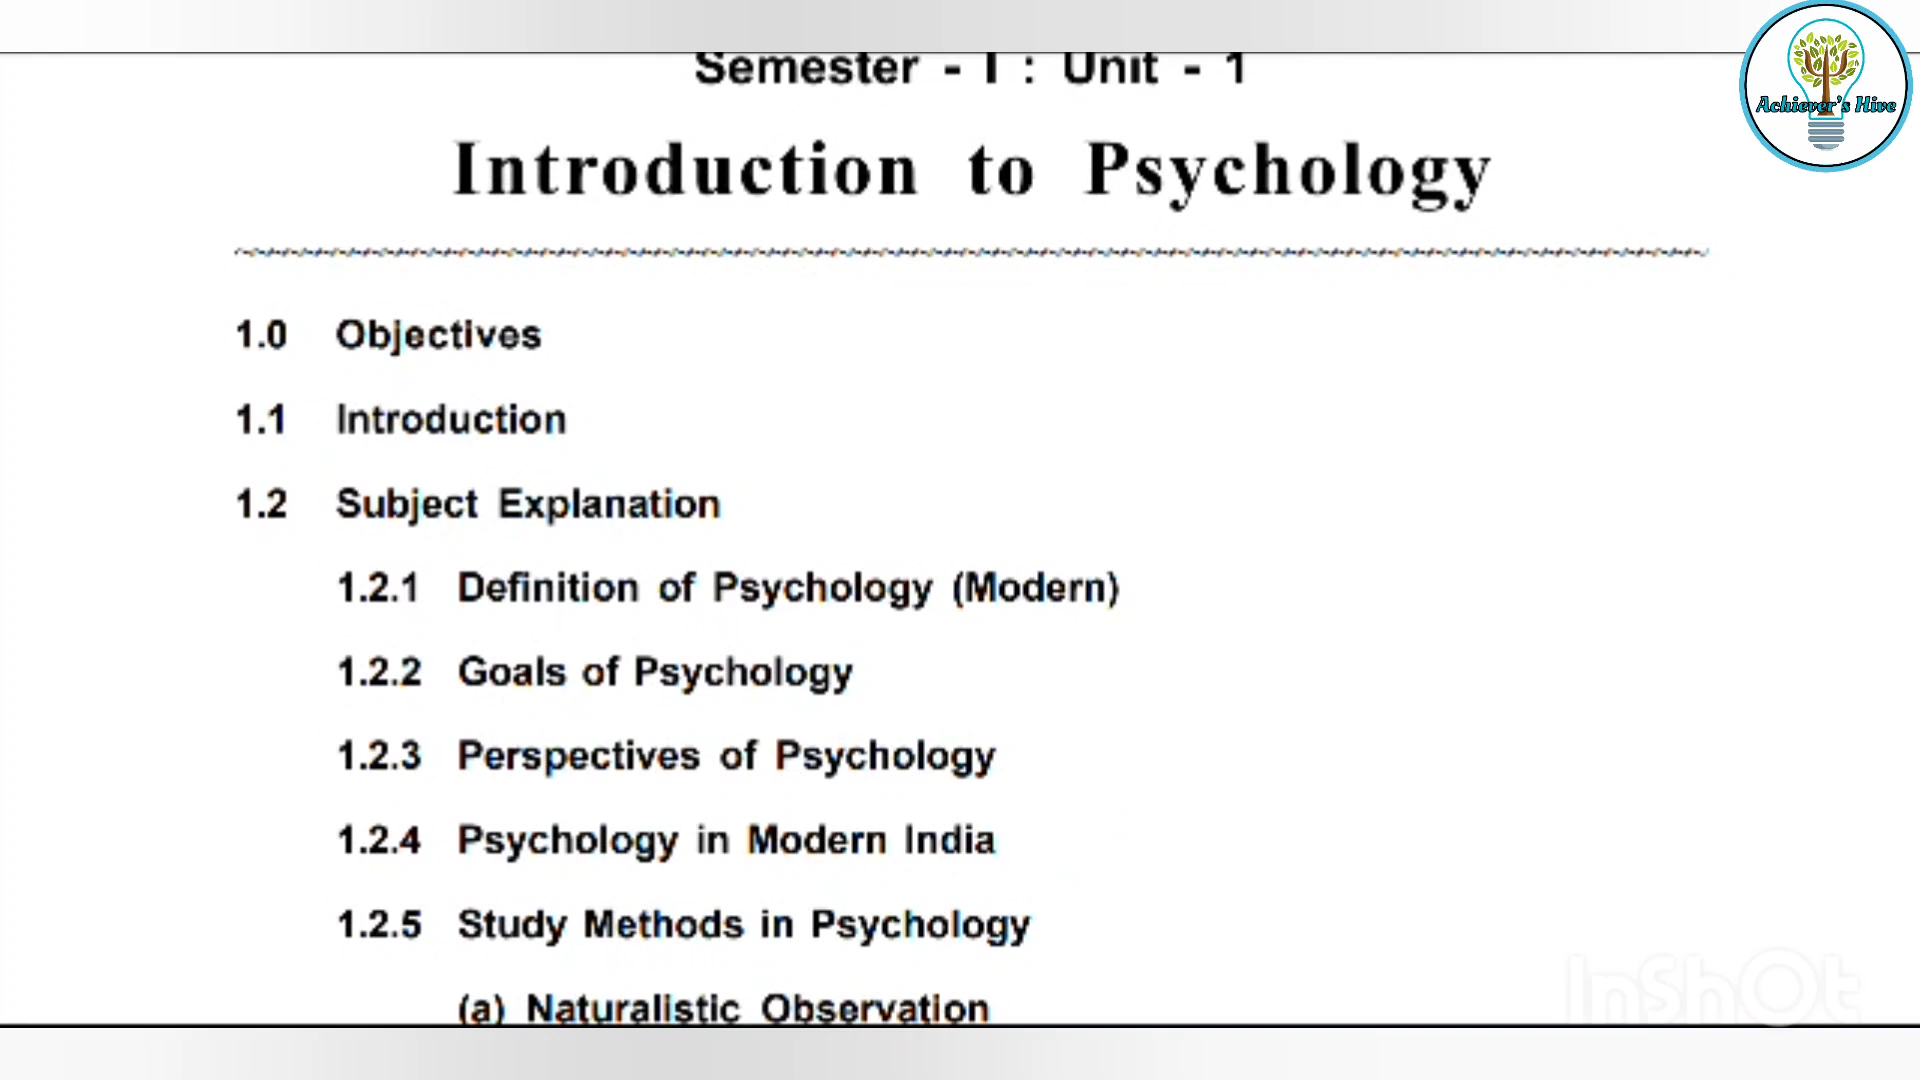 Semester - I : Unit - 1
Achiever's Hive
Introduction to Psychology
1.0 Objectives
1.1 Introduction
1.2 Subject Explanation
1.2.1 Definition of Psychology (Modern)
1.2.2 Goals of Psychology
1.2.3 Perspectives of Psychology
1.2.4 Psychology in Modern India
1.2.5 Study Methods in Psychology
(a) Naturalistic Observation
InShOt